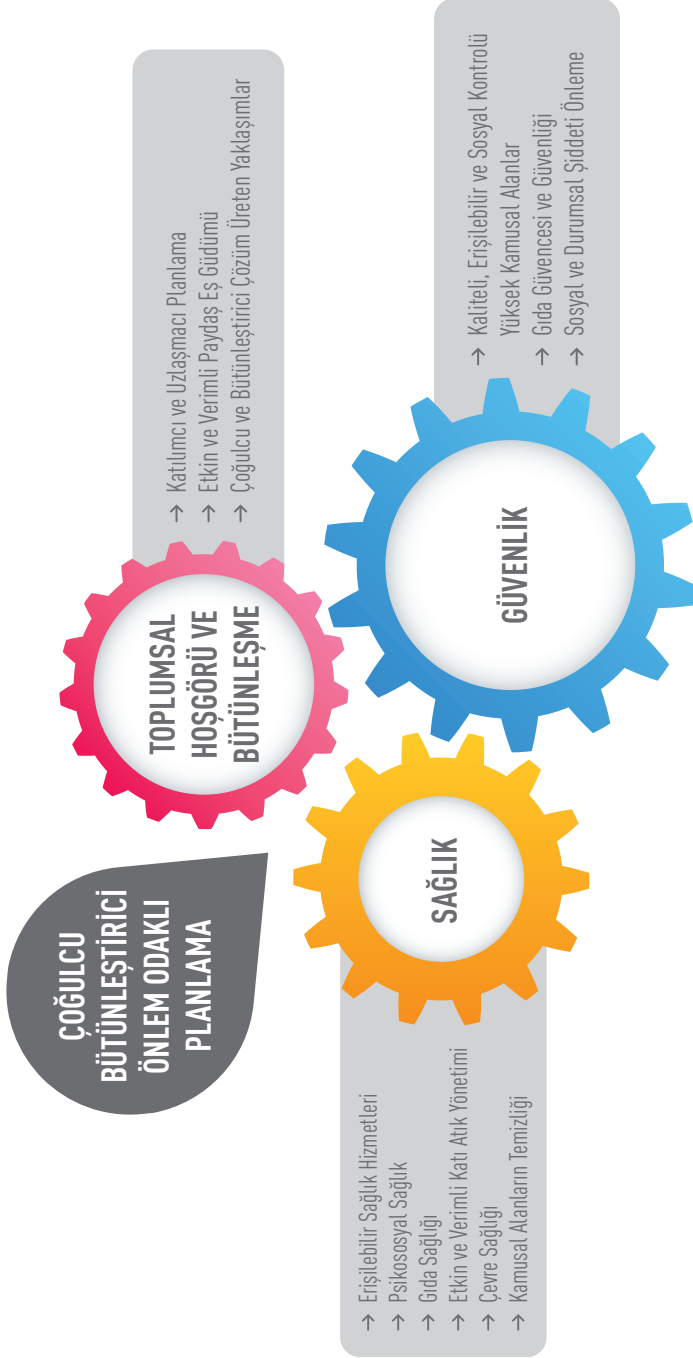 ÇOĞULCU
BÜTÜNLEŞTİRİCİ
ÖNLEM ODAKLI
PLANLAMA
TOPLUMSAL
HOŞGÖRÜ VE
BÜTÜNLEŞME
→ Katılımcı ve Uzlaşmacı Planlama
→ Etkin ve Verimli Paydaş Eş Güdümü
→ Çoğulcu ve Bütünleştirici Çözüm Üreten Yaklaşımlar
SAĞLIK
→ Erişilebilir Sağlık Hizmetleri
→ Psikososyal Sağlık
→ Gıda Sağlığı
→ Etkin ve Verimli Katı Atık Yönetimi
→ Çevre Sağlığı
→ Kamusal Alanların Temizliği
GÜVENLİK
→ Kaliteli, Erişilebilir ve Sosyal Kontrolü
Yüksek Kamusal Alanlar
→ Gıda Güvencesi ve Güvenliği
→ Sosyal ve Durumsal Şiddeti Önleme